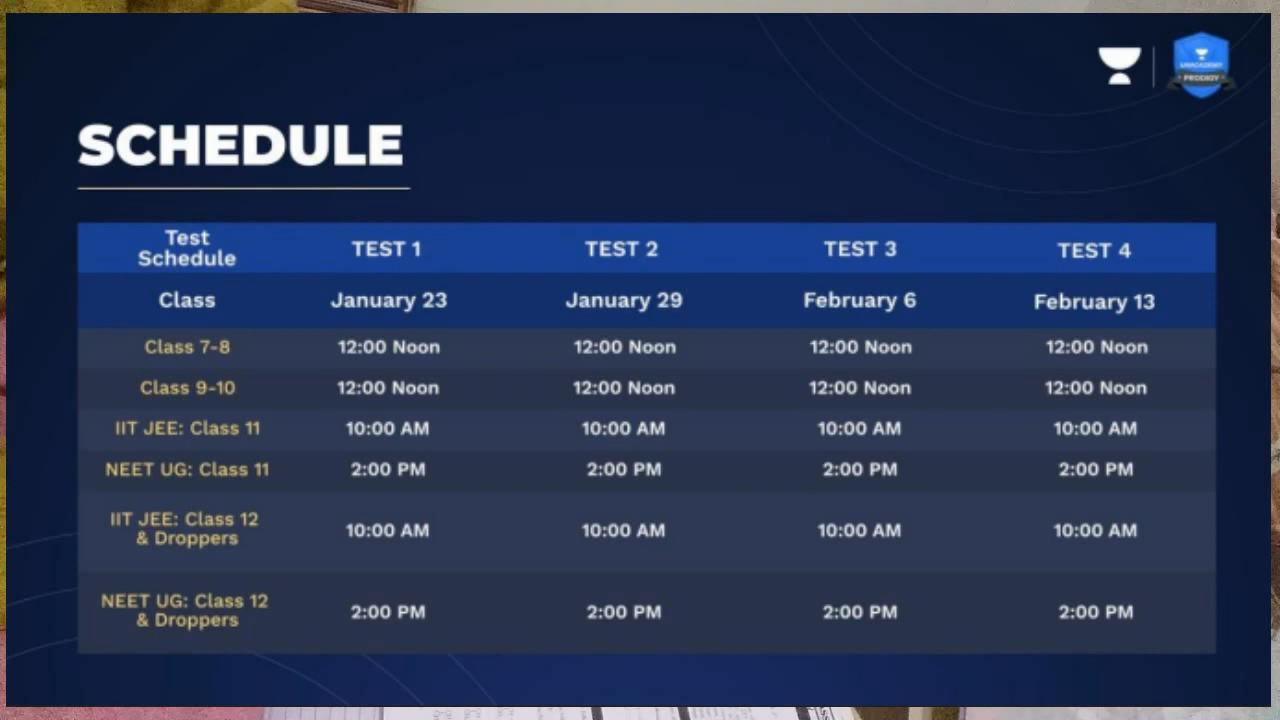 UNACADEMY
PRODIGY
SCHEDULE
Test Schedule TEST 1 TEST 2 TEST 3 TEST 4
Class January 23 January 29 February 6 February 13
Class 7-8 12:00 Noon 12:00 Noon 12:00 Noon 12:00 Noon
Class 9-10 12:00 Noon 12:00 Noon 12:00 Noon 12:00 Noon
IIT JEE: Class 11 10:00 AM 10:00 AM 10:00 AM 10:00 AM
NEET UG: Class 11 2:00 PM 2:00 PM 2:00 PM 2:00 PM
IIT JEE: Class 12 & Droppers 10:00 AM 10:00 AM 10:00 AM 10:00 AM
NEET UG: Class 12 & Droppers 2:00 PM 2:00 PM 2:00 PM 2:00 PM